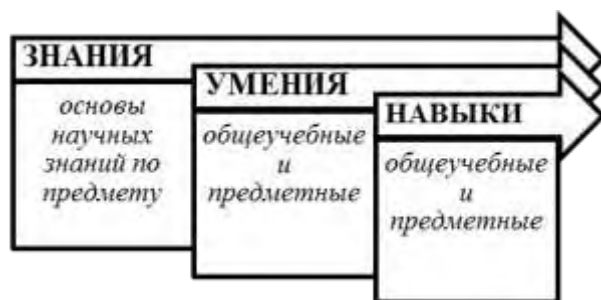 ЗНАНИЯ
основы
научных
знаний по
предмету
УМЕНИЯ
общеучебные
и
предметные
НАВЫКИ
общеучебные
и
предметные